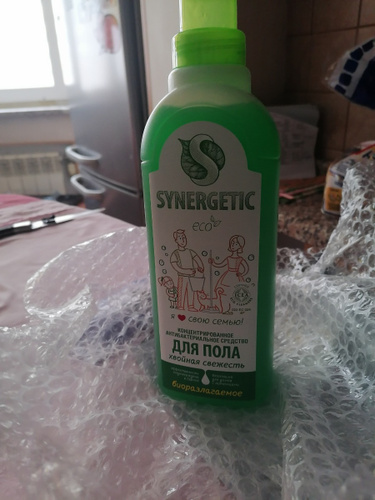 SYNERGETIC
eco
я ❤ свою семью!
КОНЦЕНТРИРОВАННОЕ
АНТИБАКТЕРИАЛЬНОЕ СРЕДСТВО
ДЛЯ ПОЛА
хвойная свежесть
биоразлагаемое